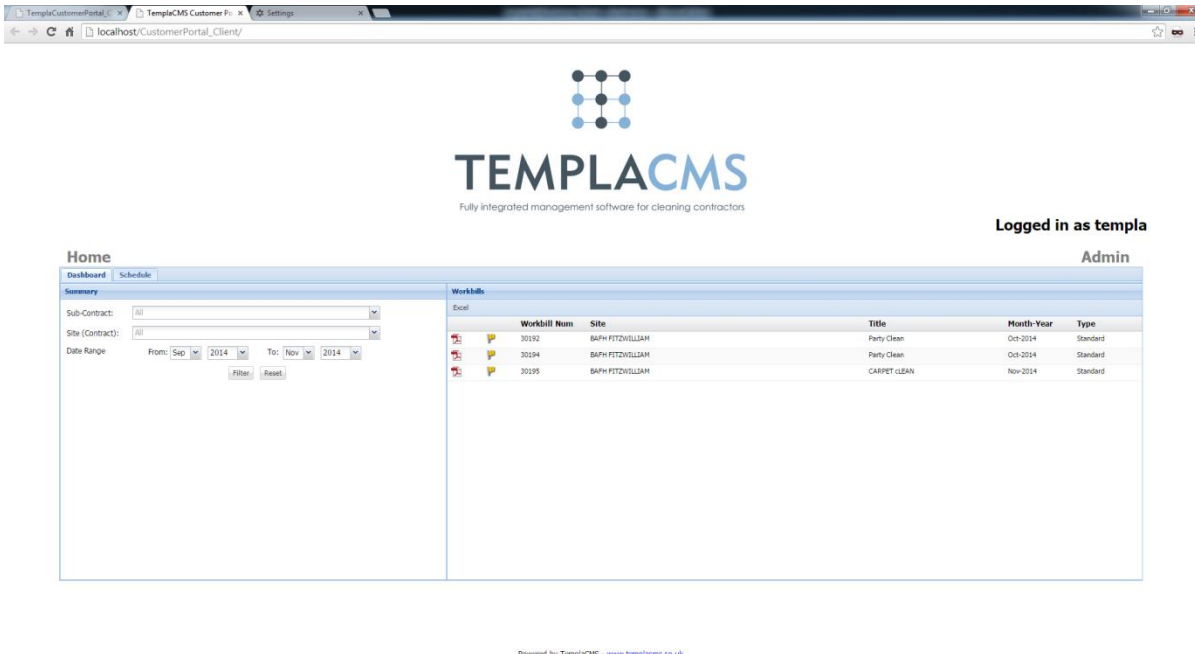 TemplaCustomerPortal_C
TemplaCMS Customer Po
Settings
localhost/CustomerPortal_Client/
TEMPLACMS
Fully integrated management software for cleaning contractors
Logged in as templa
Home Admin
Dashboard Schedule
Summary Workbills
Excel
Sub-Contract: All
Site (Contract): All
Date Range From: Sep 2014 To: Nov 2014
Filter Reset
Workbill Num Site Title Month-Year Type
30192 BAFH FITZWILLIAM Party Clean Oct-2014 Standard
30194 BAFH FITZWILLIAM Party Clean Oct-2014 Standard
30195 BAFH FITZWILLIAM CARPET cLEAN Nov-2014 Standard
Powered by TemplaCMS - www.templacms.co.uk